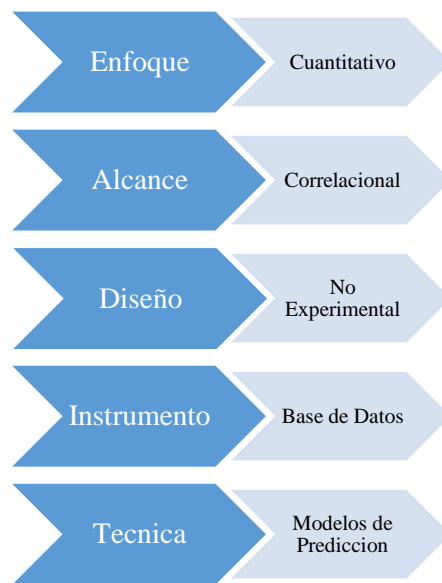 Enfoque
Cuantitativo
Alcance
Correlacional
Diseño
No
Experimental
Instrumento
Base de Datos
Tecnica
Modelos de
Prediccion